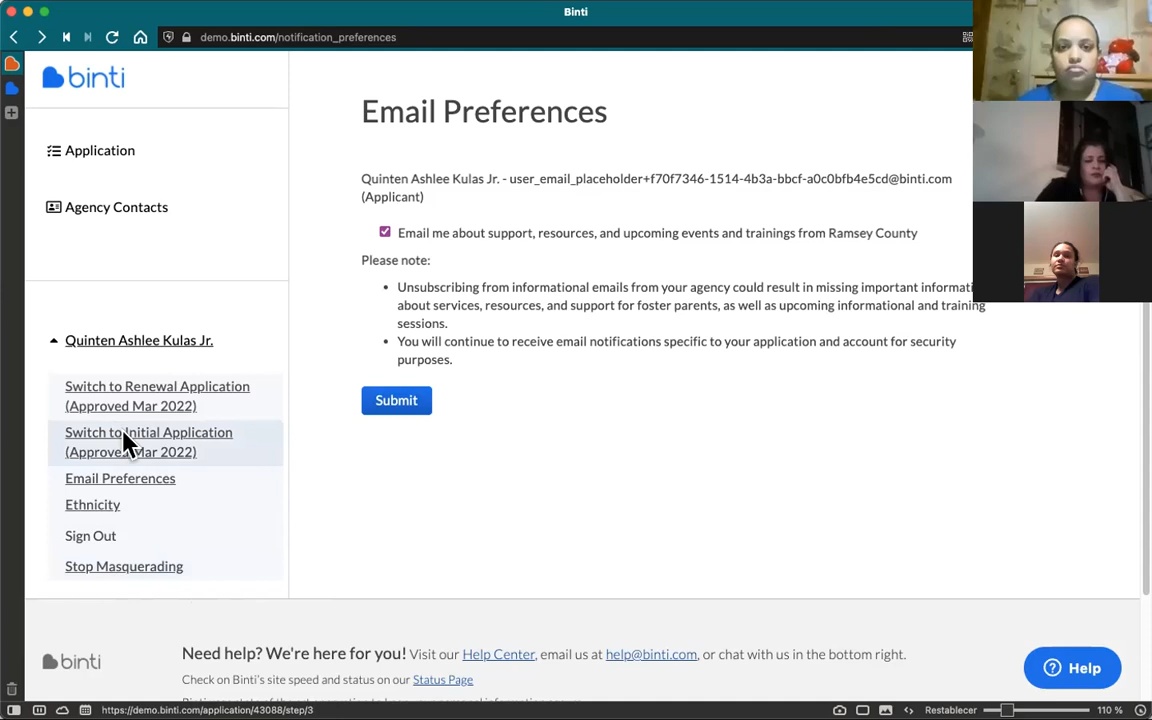 Binti
demo.binti.com/notification_preferences
binti
Application
Agency Contacts
Quinten Ashlee Kulas Jr.
Switch to Renewal Application
(Approved Mar 2022)
Switch to Initial Application
(Approved Mar 2022)
Email Preferences
Ethnicity
Sign Out
Stop Masquerading
Email Preferences
Quinten Ashlee Kulas Jr. - user_email_placeholder+f70f7346-1514-4b3a-bbcf-a0c0bfb4e5cd@binti.com
(Applicant)
Email me about support, resources, and upcoming events and trainings from Ramsey County
Please note:
• Unsubscribing from informational emails from your agency could result in missing important informati
about services, resources, and support for foster parents, as well as upcoming informational and training
sessions.
• You will continue to receive email notifications specific to your application and account for security
purposes.
Submit
binti
Need help? We're here for you! Visit our Help Center, email us at help@binti.com, or chat with us in the bottom right.
Check on Binti's site speed and status on our Status Page
Help
https://demo.binti.com/application/43088/step/3
Restablecer
110 %